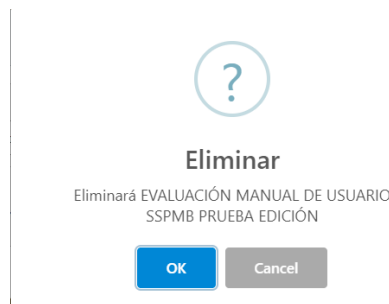 ?
Eliminar
Eliminará EVALUACIÓN MANUAL DE USUARIO
SSPMB PRUEBA EDICIÓN
OK Cancel